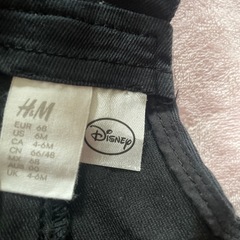 H&M
EUR 68
US 6M
CA 4-6M
CN 66/48
MX 68
UK 4-6M
Disney